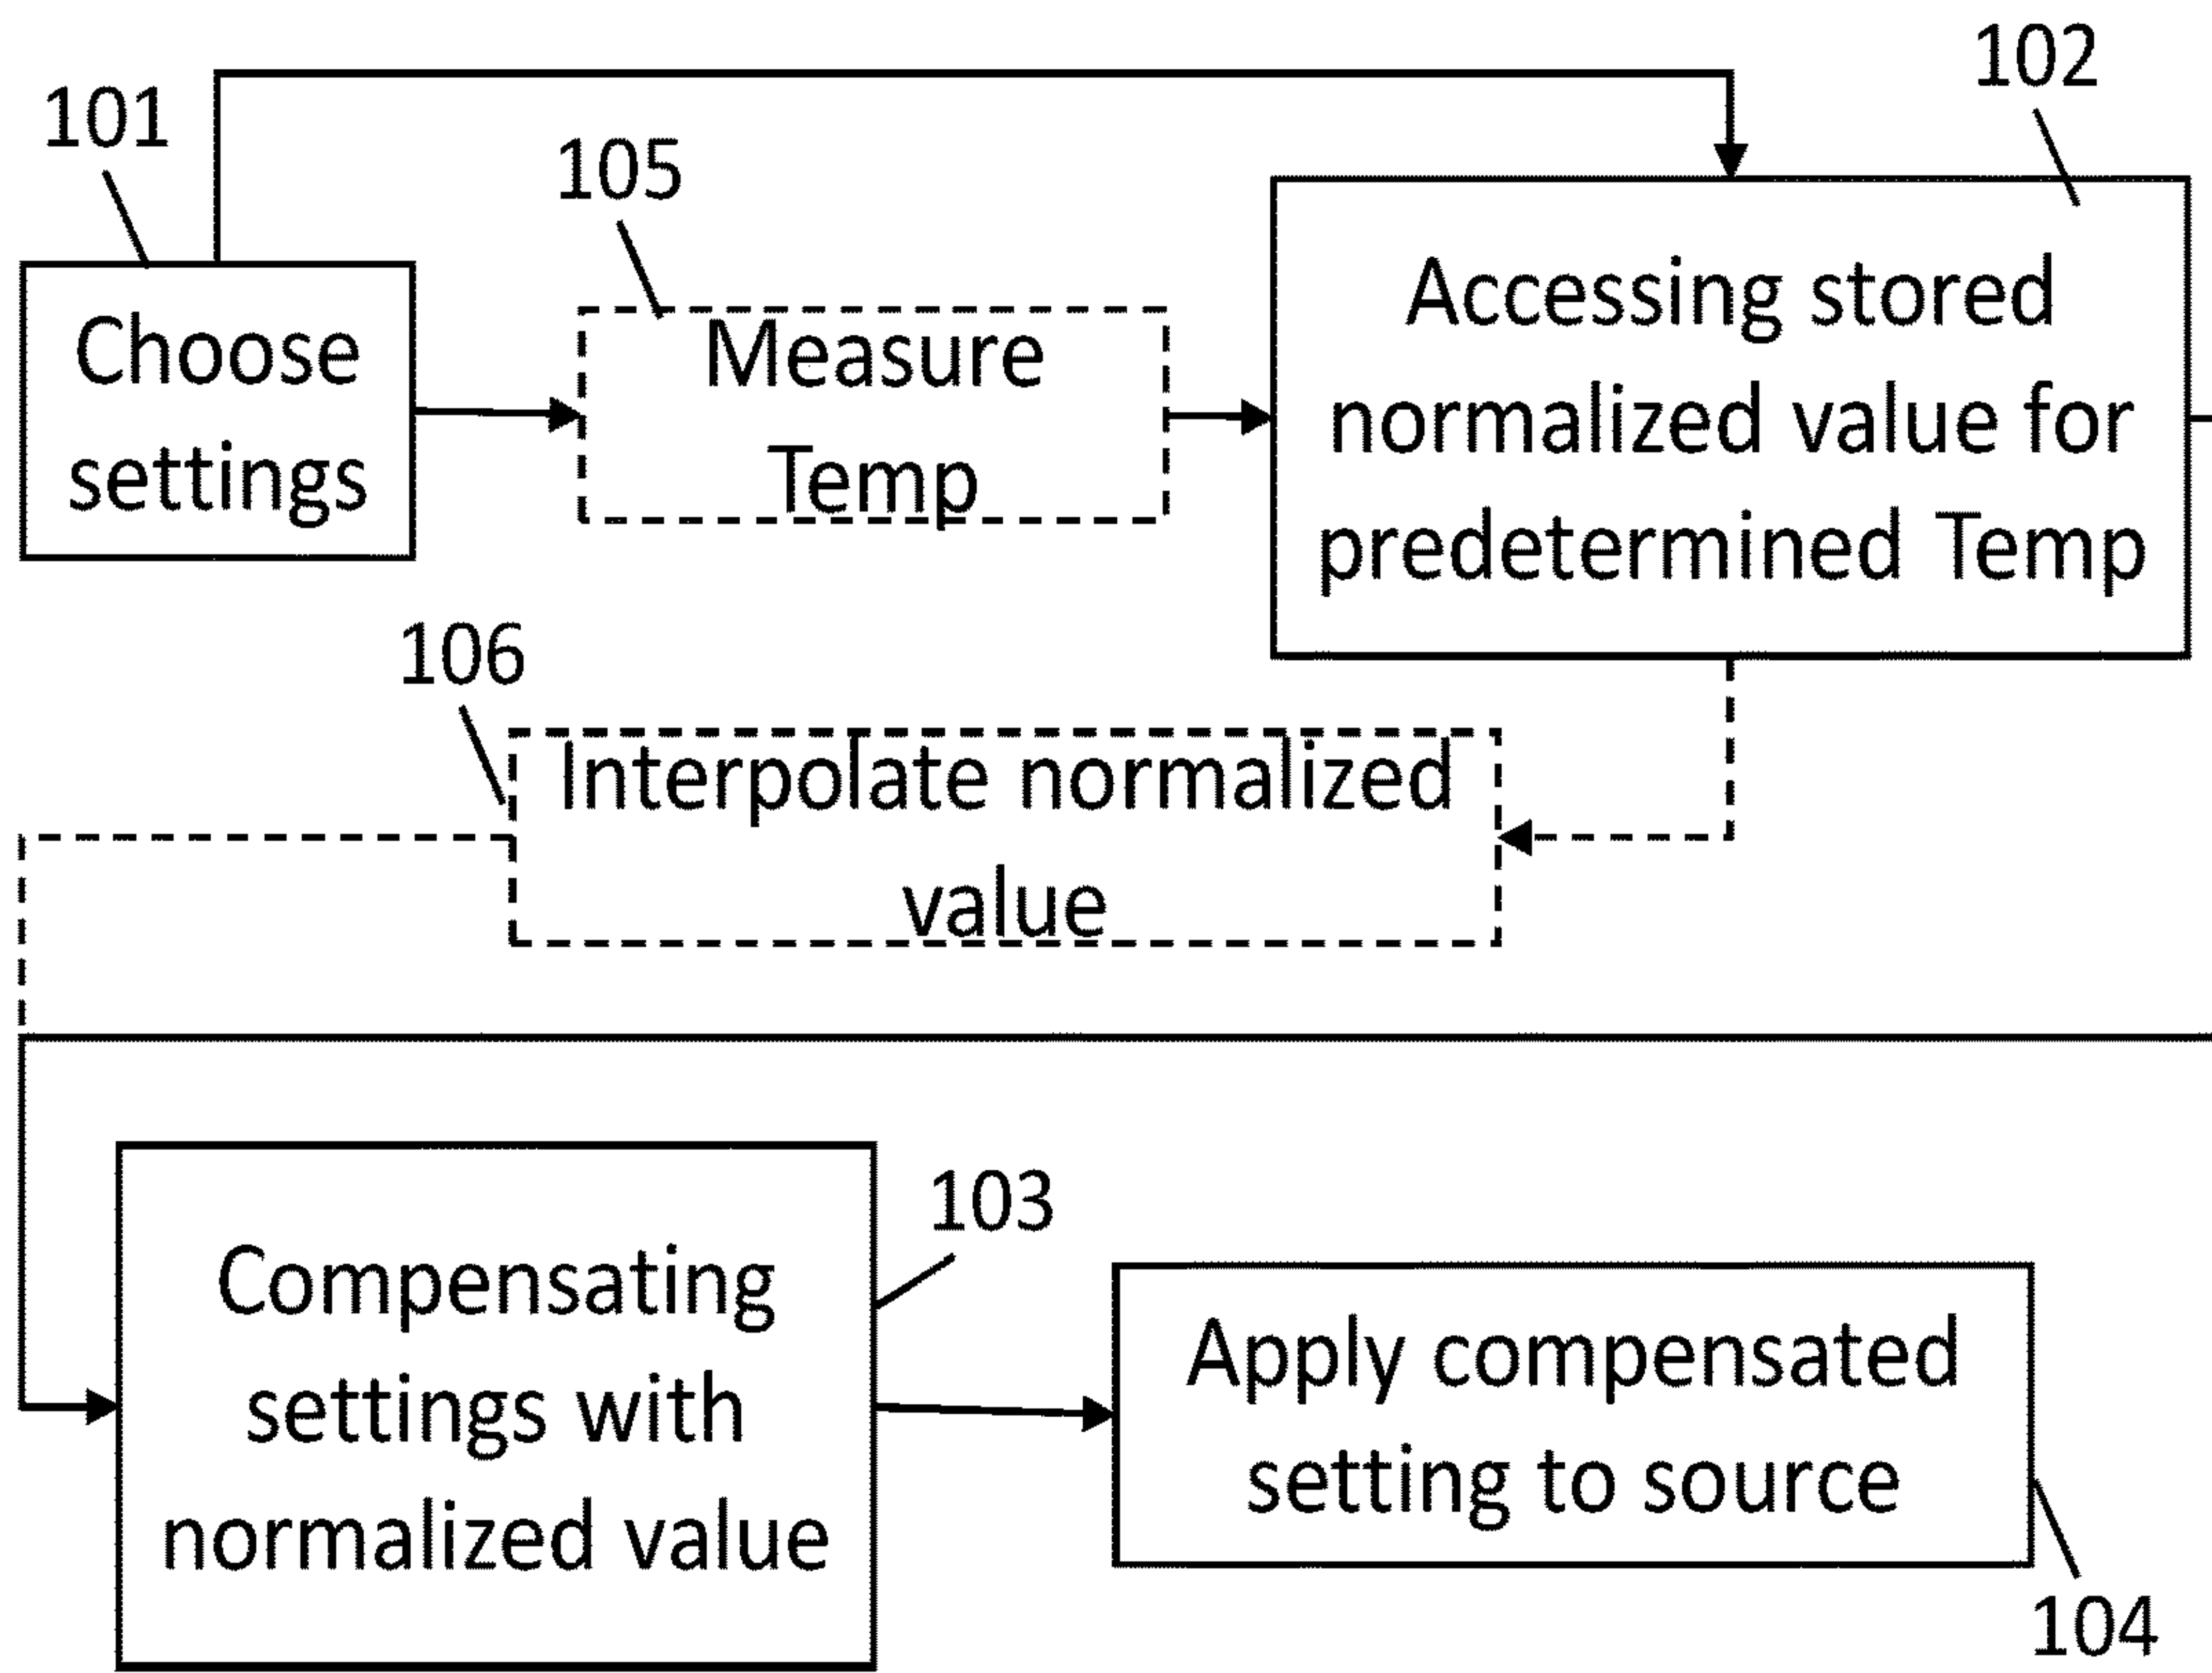 102
101
105
Choose
settings
Measure
Temp
Accessing stored
normalized value for
predetermined Temp
106
Interpolate normalized
value
103
Compensating
settings with
normalized value
Apply compensated
setting to source
104